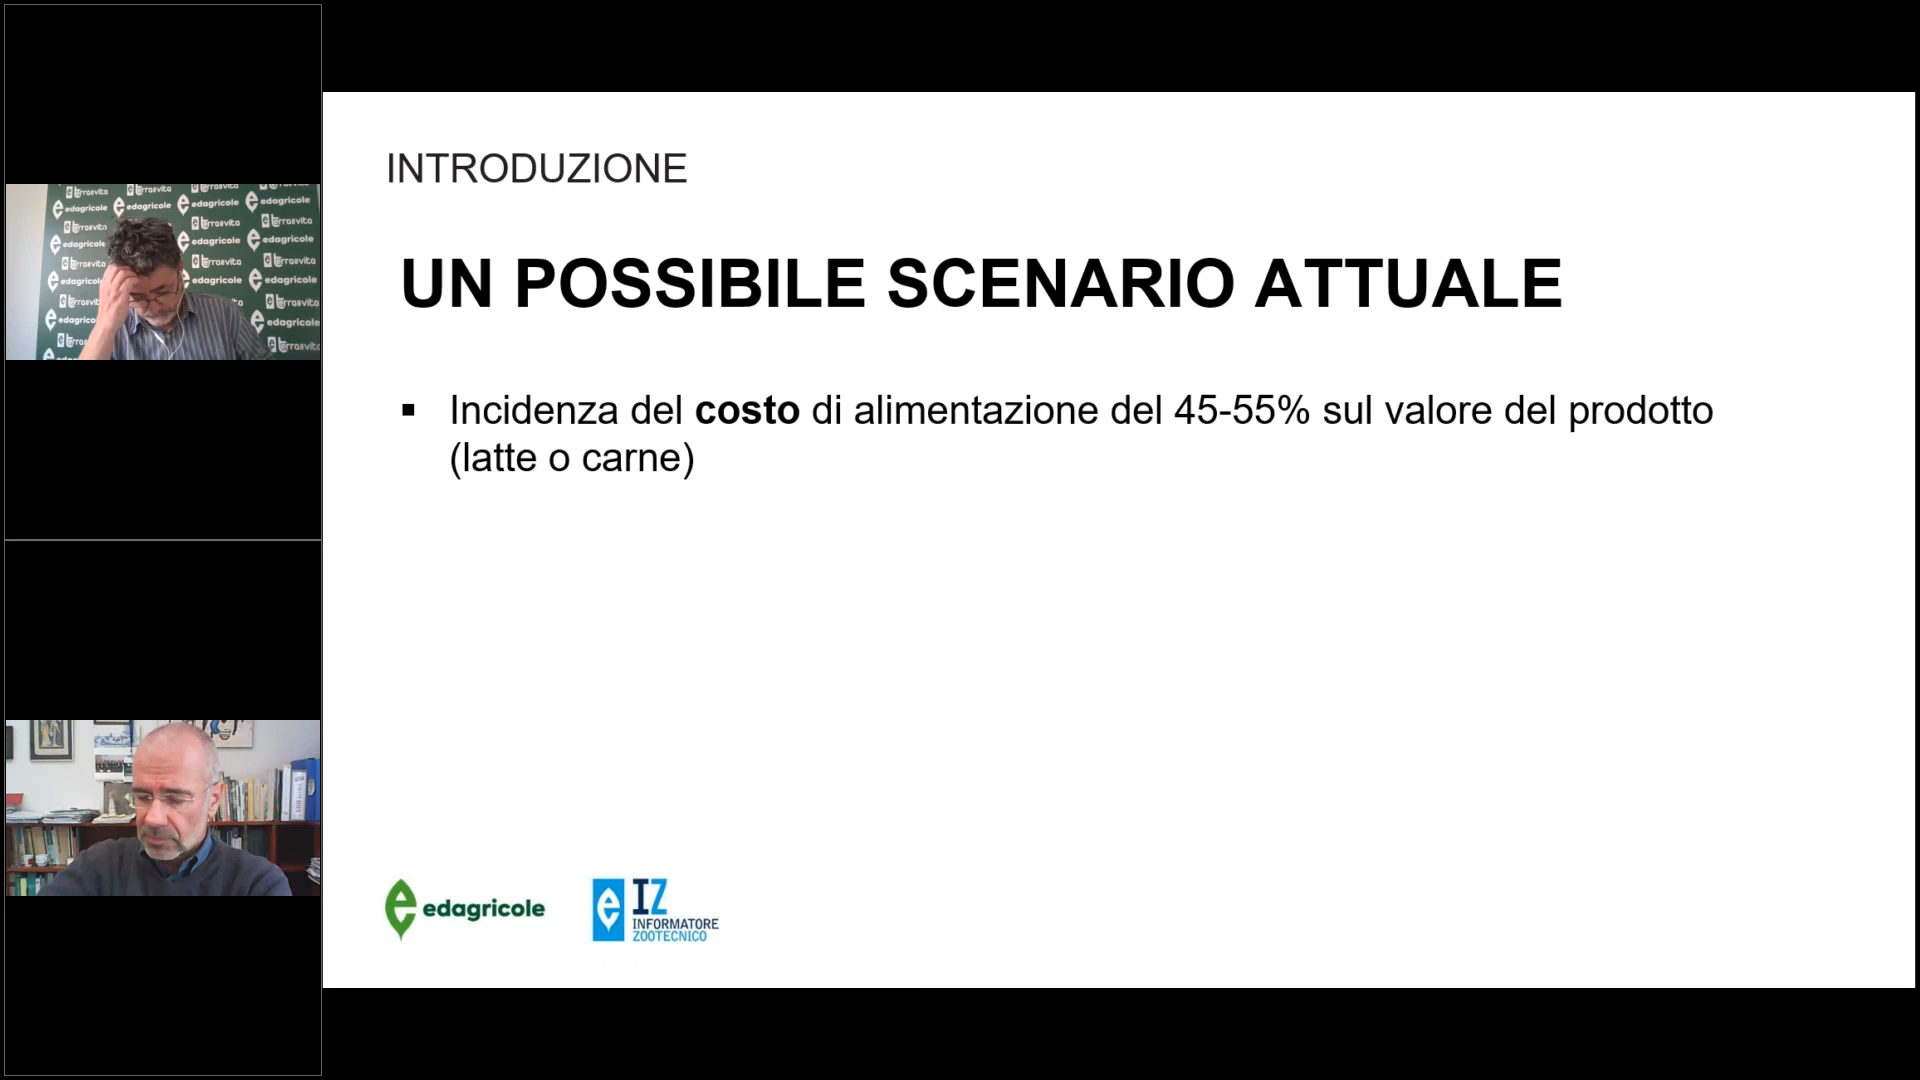 terraevita
edagricole
INTRODUZIONE
UN POSSIBILE SCENARIO ATTUALE
▪ Incidenza del costo di alimentazione del 45-55% sul valore del prodotto
(latte o carne)
edagricole
IZ
INFORMATORE
ZOOTECNICO